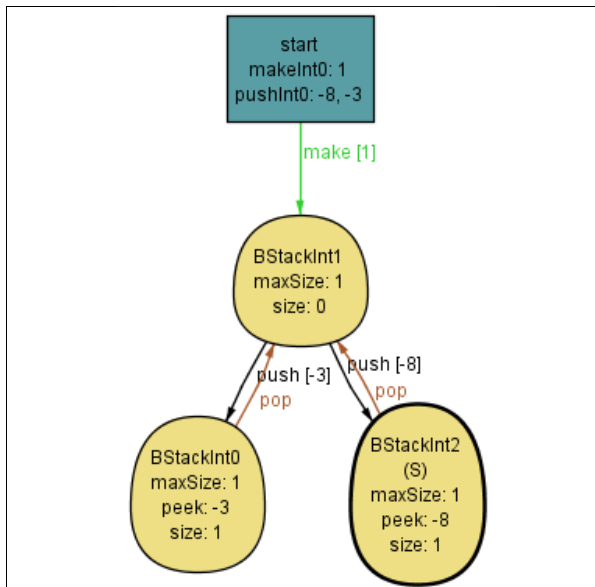 start
makeInt0: 1
pushInt0: -8, -3
make [1]
BStackInt1
maxSize: 1
size: 0
push [-3]
pop
push [-8]
pop
BStackInt0
maxSize: 1
peek: -3
size: 1
BStackInt2
(S)
maxSize: 1
peek: -8
size: 1